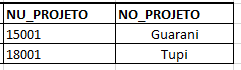 NU_PROJETO NO_PROJETO
15001 Guarani
18001 Tupi